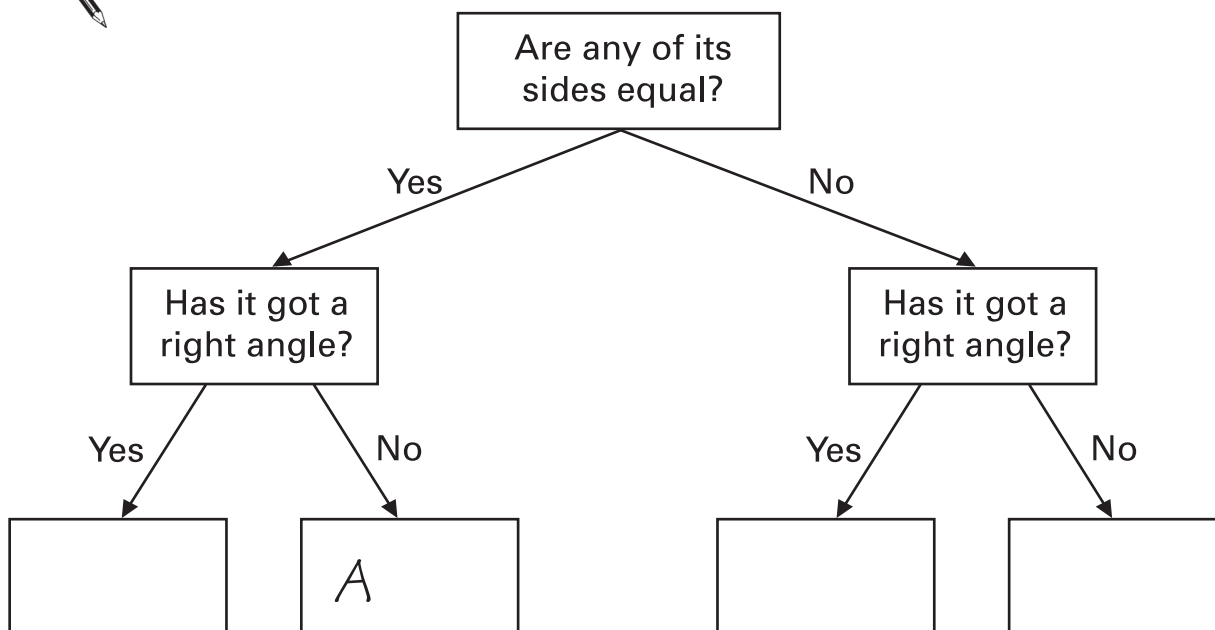 Are any of its
sides equal?
Yes
No
Has it got a
right angle?
Has it got a
right angle?
Yes
No
Yes
No
A